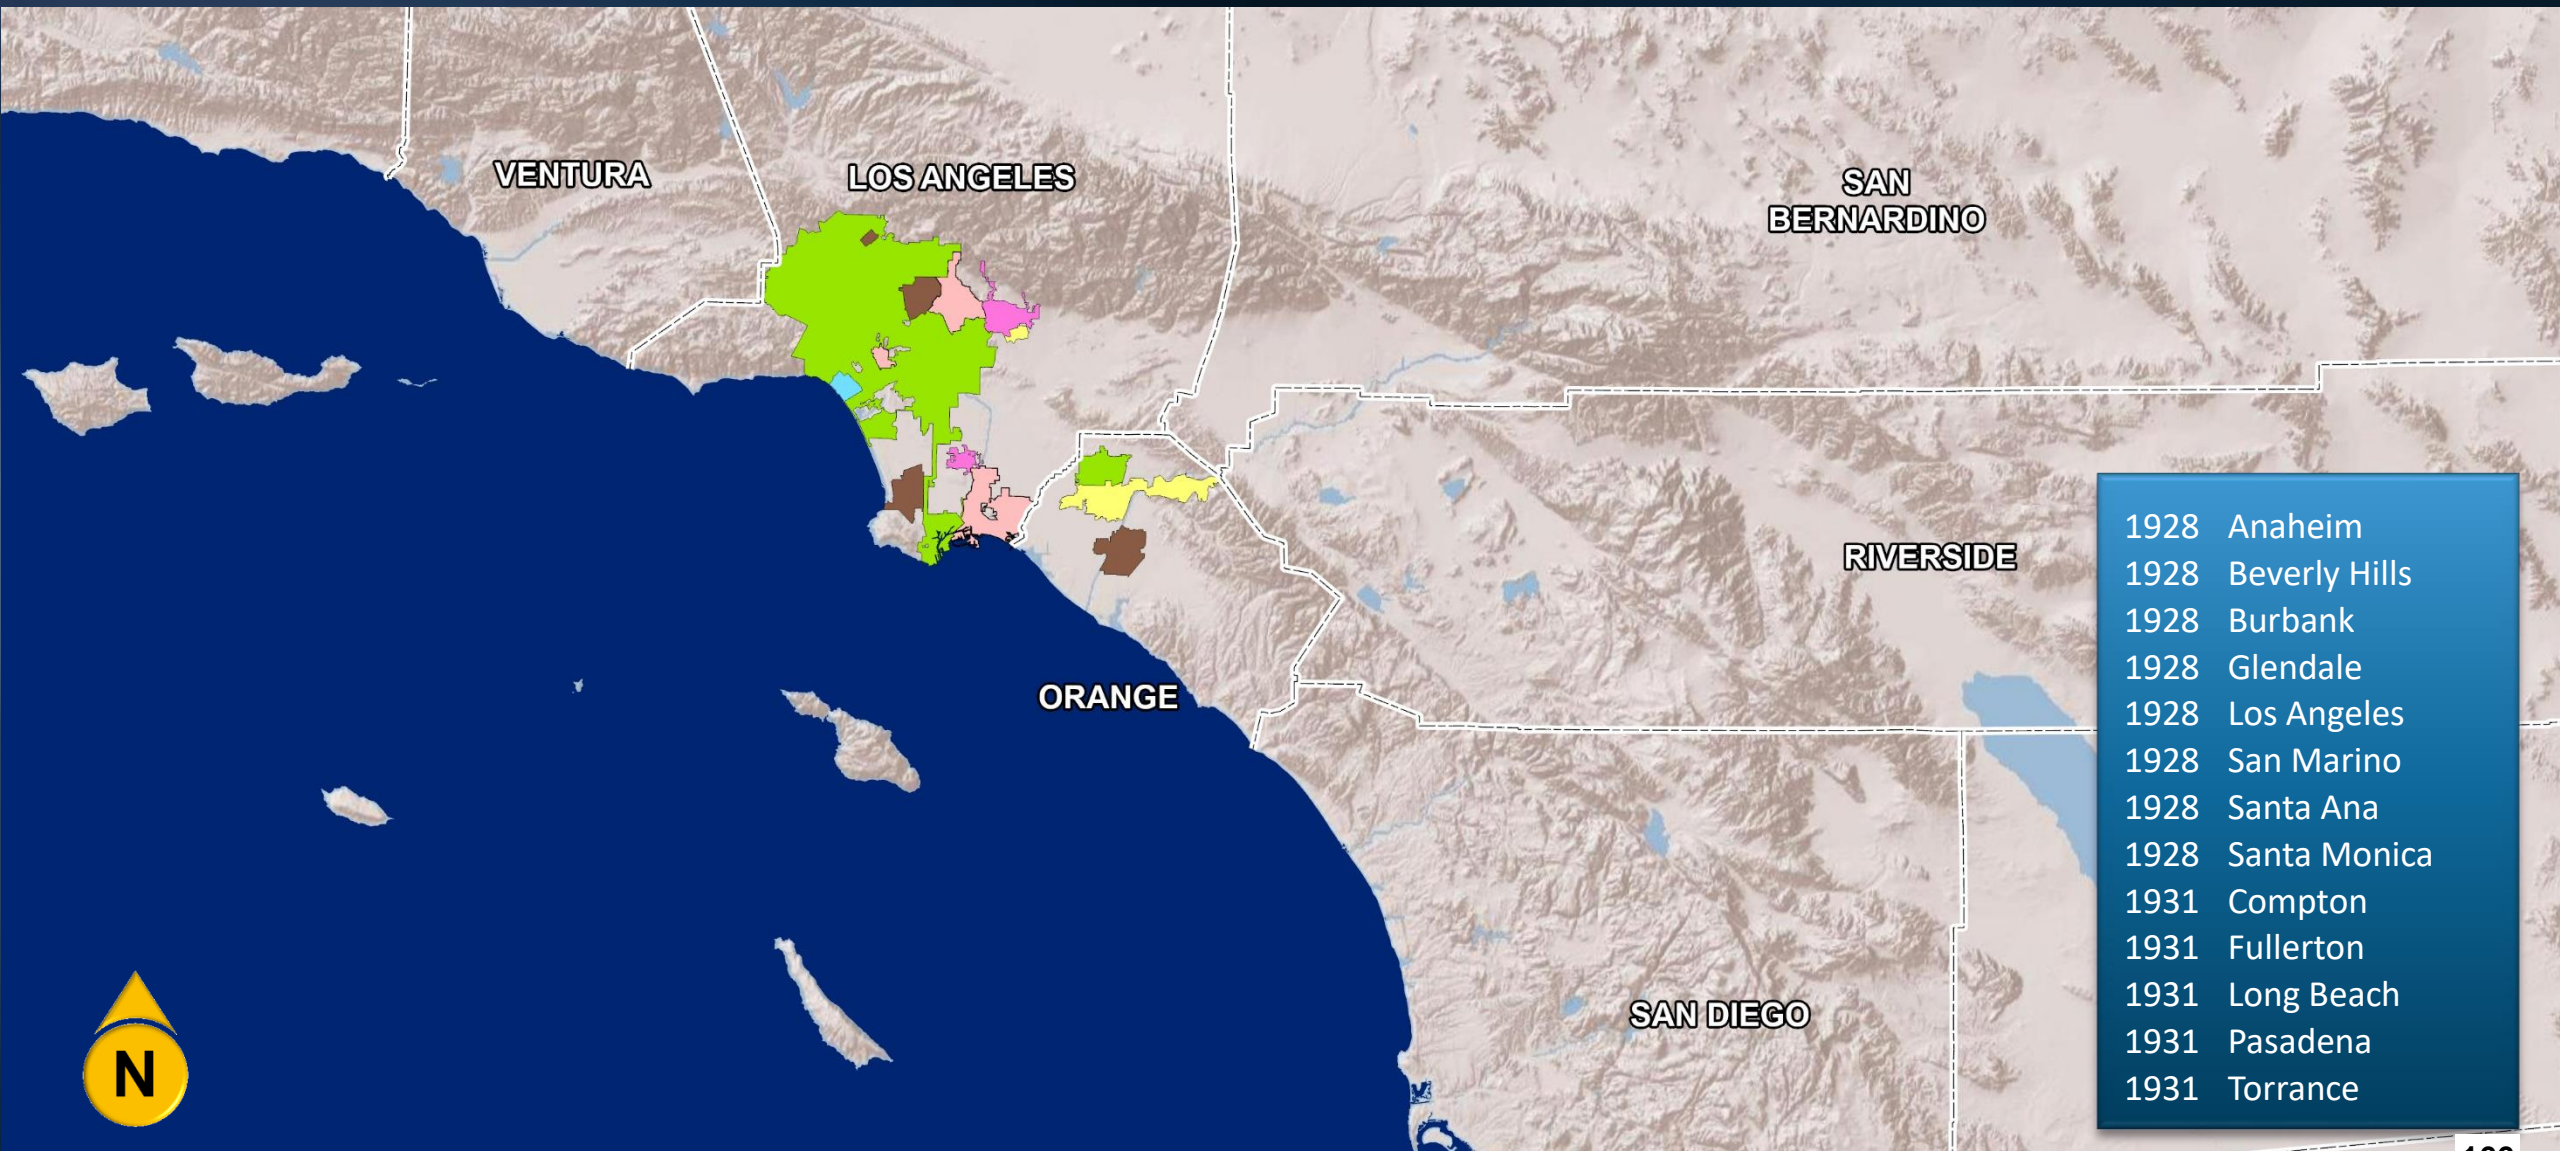 VENTURA
LOS ANGELES
SAN
BERNARDINO
RIVERSIDE
ORANGE
SAN DIEGO
N
1928 Anaheim
1928 Beverly Hills
1928 Burbank
1928 Glendale
1928 Los Angeles
1928 San Marino
1928 Santa Ana
1928 Santa Monica
1931 Compton
1931 Fullerton
1931 Long Beach
1931 Pasadena
1931 Torrance